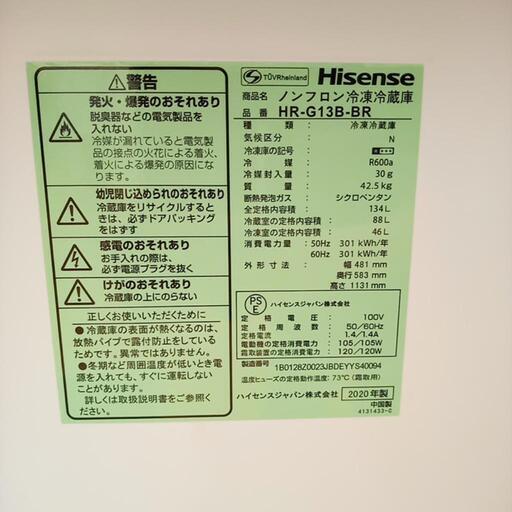 ⚠警告
発火・爆発のおそれあり
脱臭器などの電気製品を
入れない
冷媒が漏れていると電気製
品の接点の火花による着火、
着火による爆発の原因に
なります。
幼児閉じ込められのおそれあり
冷蔵庫をリサイクルするとき
は、必ずドアパッキング
をはずす
感電のおそれあり
お手入れの際は、
必ず電源プラグを抜く
けがのおそれあり
冷蔵庫の上にのらない
正しくお使いいただくために
●冷蔵庫の表面が熱くなるのは、
放熱パイプで露付防止をしている
ためです。異常ではありません。
●冬期など周囲温度が低いとき電
源を入れても、すぐに運転しない
ことがあります。
詳しくは取扱説明書をご覧ください
TÜVRheinland
Hisense
商品名 ノンフロン冷凍冷蔵庫
品番 HR-G13B-BR
種類: 冷凍冷蔵庫
気候区分 N
冷凍庫の記号:
冷媒 R600a
冷媒封入量 30g
質量 42.5kg
断熱発泡ガス: シクロペンタン
全定格内容積: 134L
冷蔵室の定格内容積: 88L
冷凍室の定格内容積: 46L
消費電力量: 50Hz 301 kWh/年
60Hz 301 kWh/年
外形寸法: 幅 481 mm
奥行 583 mm
高さ 1131 mm
PS
E
ハイセンスジャパン株式会社
定格電圧: 100V
定格周波数: 50/60Hz
定格電流: 1.4/1.4A
電動機の定格消費電力: 105/105W
霜取装置の定格消費電力: 120/120W
製造番号
1B0128Z0023JBDEYYS40094
温度ヒューズの定格動作温度: 73℃(霜取用)
ハイセンスジャパン株式会社
2020年製
中国製
4131433-C